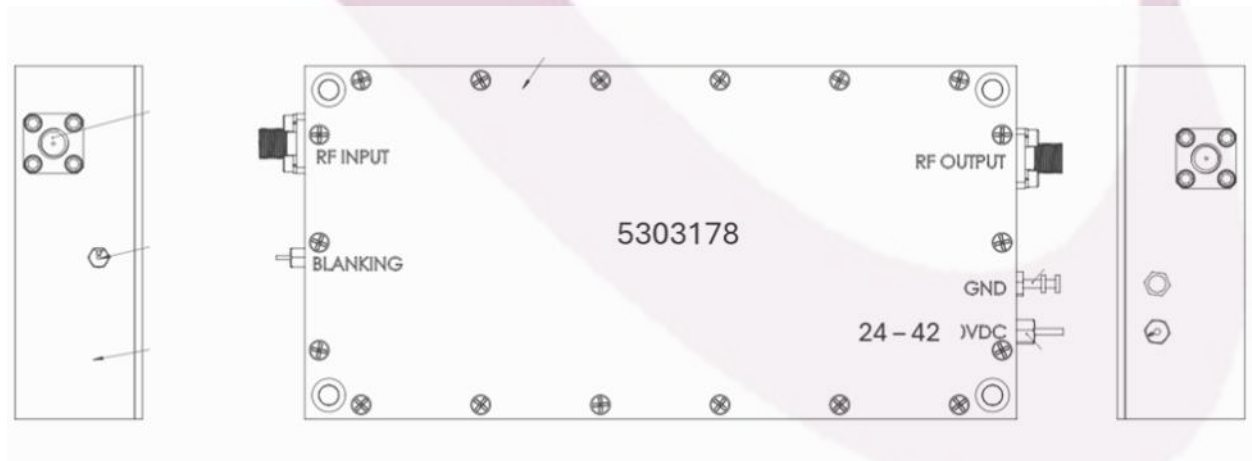 RF INPUT
RF OUTPUT
5303178
BLANKING
GND
24 – 42 )VDC